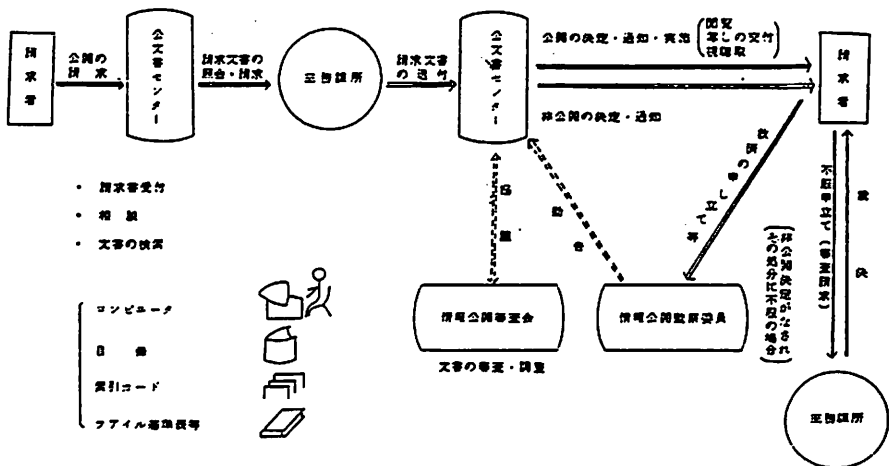 請求者
公開の
請求
公文書センター
請求文書の
照会・請求
主務課所
請求文書
の送付
公文書センター
公開の決定・通知・実施
閲覧
写しの交付
視聴取
非公開の決定・通知
請求者
・ 請求書受付
・ 相談
・ 文書の検索
協議
勧告
救済の申し立て等
不服申立て(審査請求)
裁決
非公開決定がなされ
その処分に不服の場合
コンピュータ
目録
索引コード
ファイル基準表等
情報公開審査会
文書の審査・調査
情報公開監察委員
主務課所